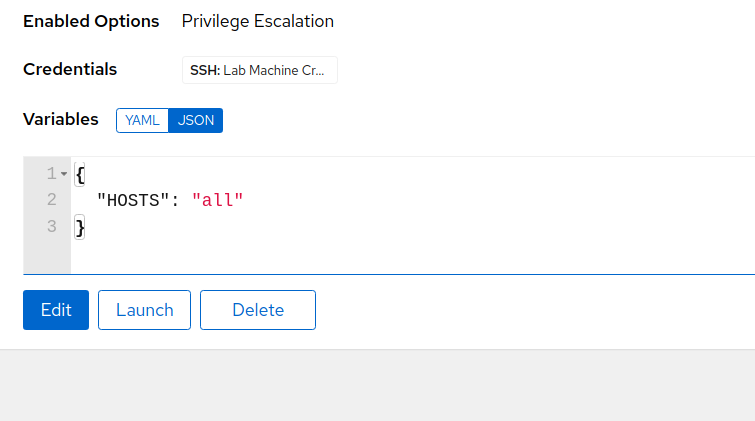 Enabled Options Privilege Escalation
Credentials SSH: Lab Machine Cr...
Variables YAML JSON
1 {
2 "HOSTS": "all"
3 }
Edit Launch Delete